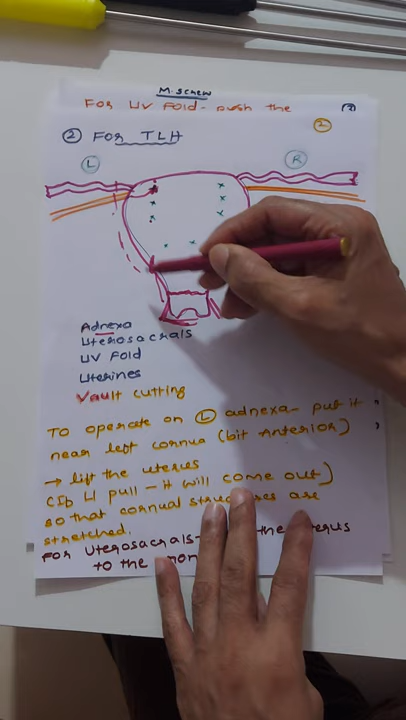 M.Screw
For UV Fold - push the
2
② For TLH
L
R
Adnexa
Uterosacrals
UV Fold
Uterines
Vault cutting
To operate on Ⓛ adnexa - put it
near left cornua (bit Anterior)
→ lift the uterus
pull - it will come out)
so that cornual are
stretched.
For Uterosacrals - the
to the